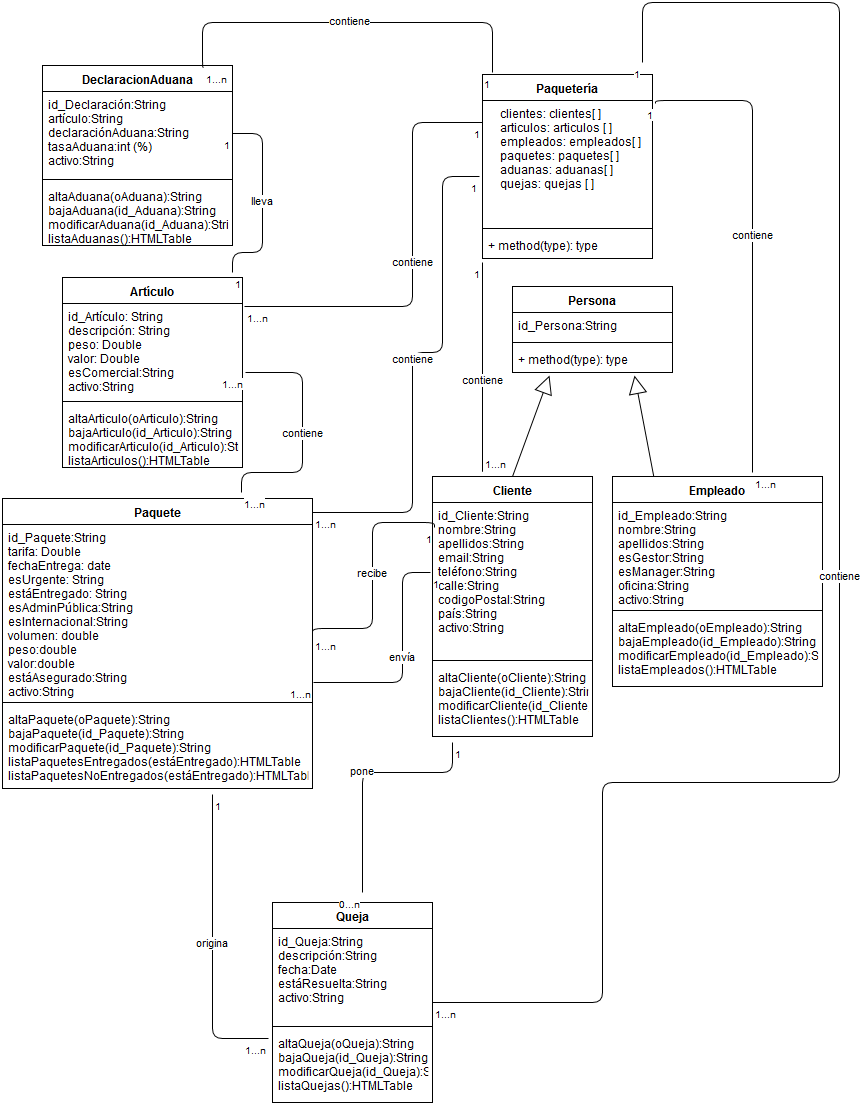 contiene
DeclaracionAduana
1...n
id_Declaración:String
artículo:String
declaraciónAduana:String
tasaAduana:int (%)
1
activo:String
altaAduana(oAduana):String
bajaAduana(id_Aduana):String
modificarAduana(id_Aduana):Stri
listaAduanas():HTMLTable
lleva
1
1
Paquetería
1
clientes: clientes[ ]
articulos: articulos [ ]
empleados: empleados[ ]
paquetes: paquetes[ ]
aduanas: aduanas[ ]
quejas: quejas [ ]
+ method(type): type
1
1
1
1
contiene
contiene
contiene
contiene
contiene
Artículo
1...n
id_Artículo: String
descripción: String
peso: Double
valor: Double
esComercial:String
activo:String
1...n
altaArticulo(oArticulo):String
bajaArticulo(id_Articulo):String
modificarArticulo(id_Articulo):St
listaArticulos():HTMLTable
contiene
1...n
Persona
id_Persona:String
+ method(type): type
Paquete
1...n
id_Paquete:String
tarifa: Double
fechaEntrega: date
esUrgente: String
estáEntregado: String
esAdminPública:String
esInternacional:String
volumen: double
peso:double
valor:double
estáAsegurado:String
activo:String
1...n
altaPaquete(oPaquete):String
bajaPaquete(id_Paquete):String
modificarPaquete(id_Paquete):String
listaPaquetesEntregados(estáEntregado):HTMLTable
listaPaquetesNoEntregados(estáEntregado):HTMLTabl
1
recibe
1...n
envía
1...n
Cliente
id_Cliente:String
nombre:String
apellidos:String
1
email:String
teléfono:String
1
calle:String
codigoPostal:String
país:String
activo:String
altaCliente(oCliente):String
bajaCliente(id_Cliente):Strin
modificarCliente(id_Cliente
listaClientes():HTMLTable
1
1...n
Empleado
id_Empleado:String
nombre:String
apellidos:String
esGestor:String
esManager:String
oficina:String
activo:String
altaEmpleado(oEmpleado):String
bajaEmpleado(id_Empleado):String
modificarEmpleado(id_Empleado):S
listaEmpleados():HTMLTable
pone
origina
0...n
Queja
id_Queja:String
descripción:String
fecha:Date
estáResuelta:String
activo:String
1...n
altaQueja(oQueja):String
bajaQueja(id_Queja):String
1...n
modificarQueja(id_Queja):S
listaQuejas():HTMLTable